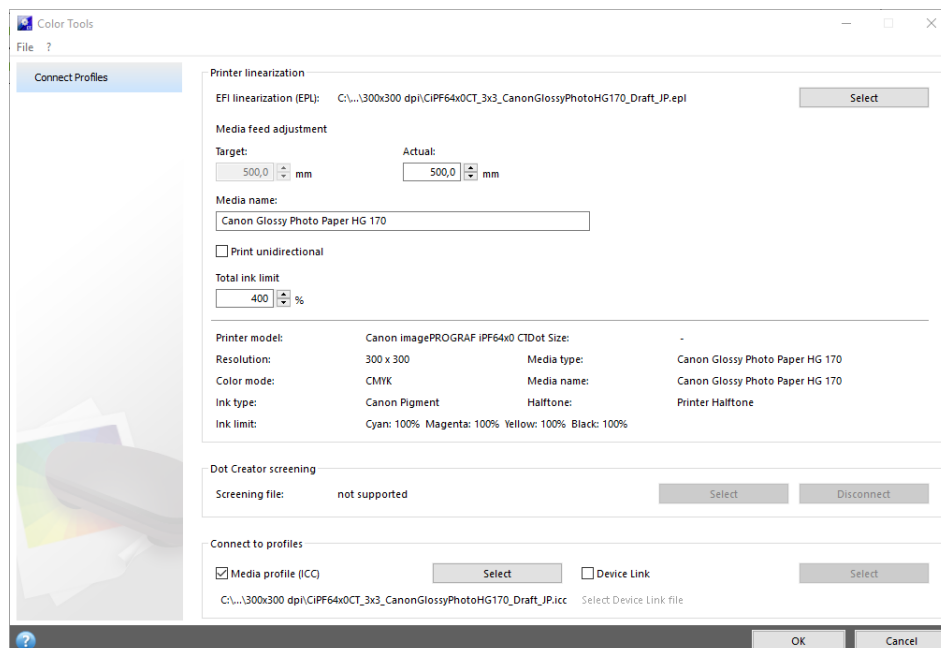 Color Tools
File ?
Connect Profiles
Printer linearization
EFI linearization (EPL): C:\...\300x300 dpi\CiPF64x0CT_3x3_CanonGlossyPhotoHG170_Draft_JP.epl Select
Media feed adjustment
Target: Actual:
500,0 mm 500,0 mm
Media name:
Canon Glossy Photo Paper HG 170
Print unidirectional
Total ink limit
400 %
Printer model: Canon imagePROGRAF iPF64x0 CTDot Size: -
Resolution: 300 x 300 Media type: Canon Glossy Photo Paper HG 170
Color mode: CMYK Media name: Canon Glossy Photo Paper HG 170
Ink type: Canon Pigment Halftone: Printer Halftone
Ink limit: Cyan: 100% Magenta: 100% Yellow: 100% Black: 100%
Dot Creator screening
Screening file: not supported Select Disconnect
Connect to profiles
Media profile (ICC) Select Device Link Select
C:\...\300x300 dpi\CiPF64x0CT_3x3_CanonGlossyPhotoHG170_Draft_JP.icc Select Device Link file
? OK Cancel